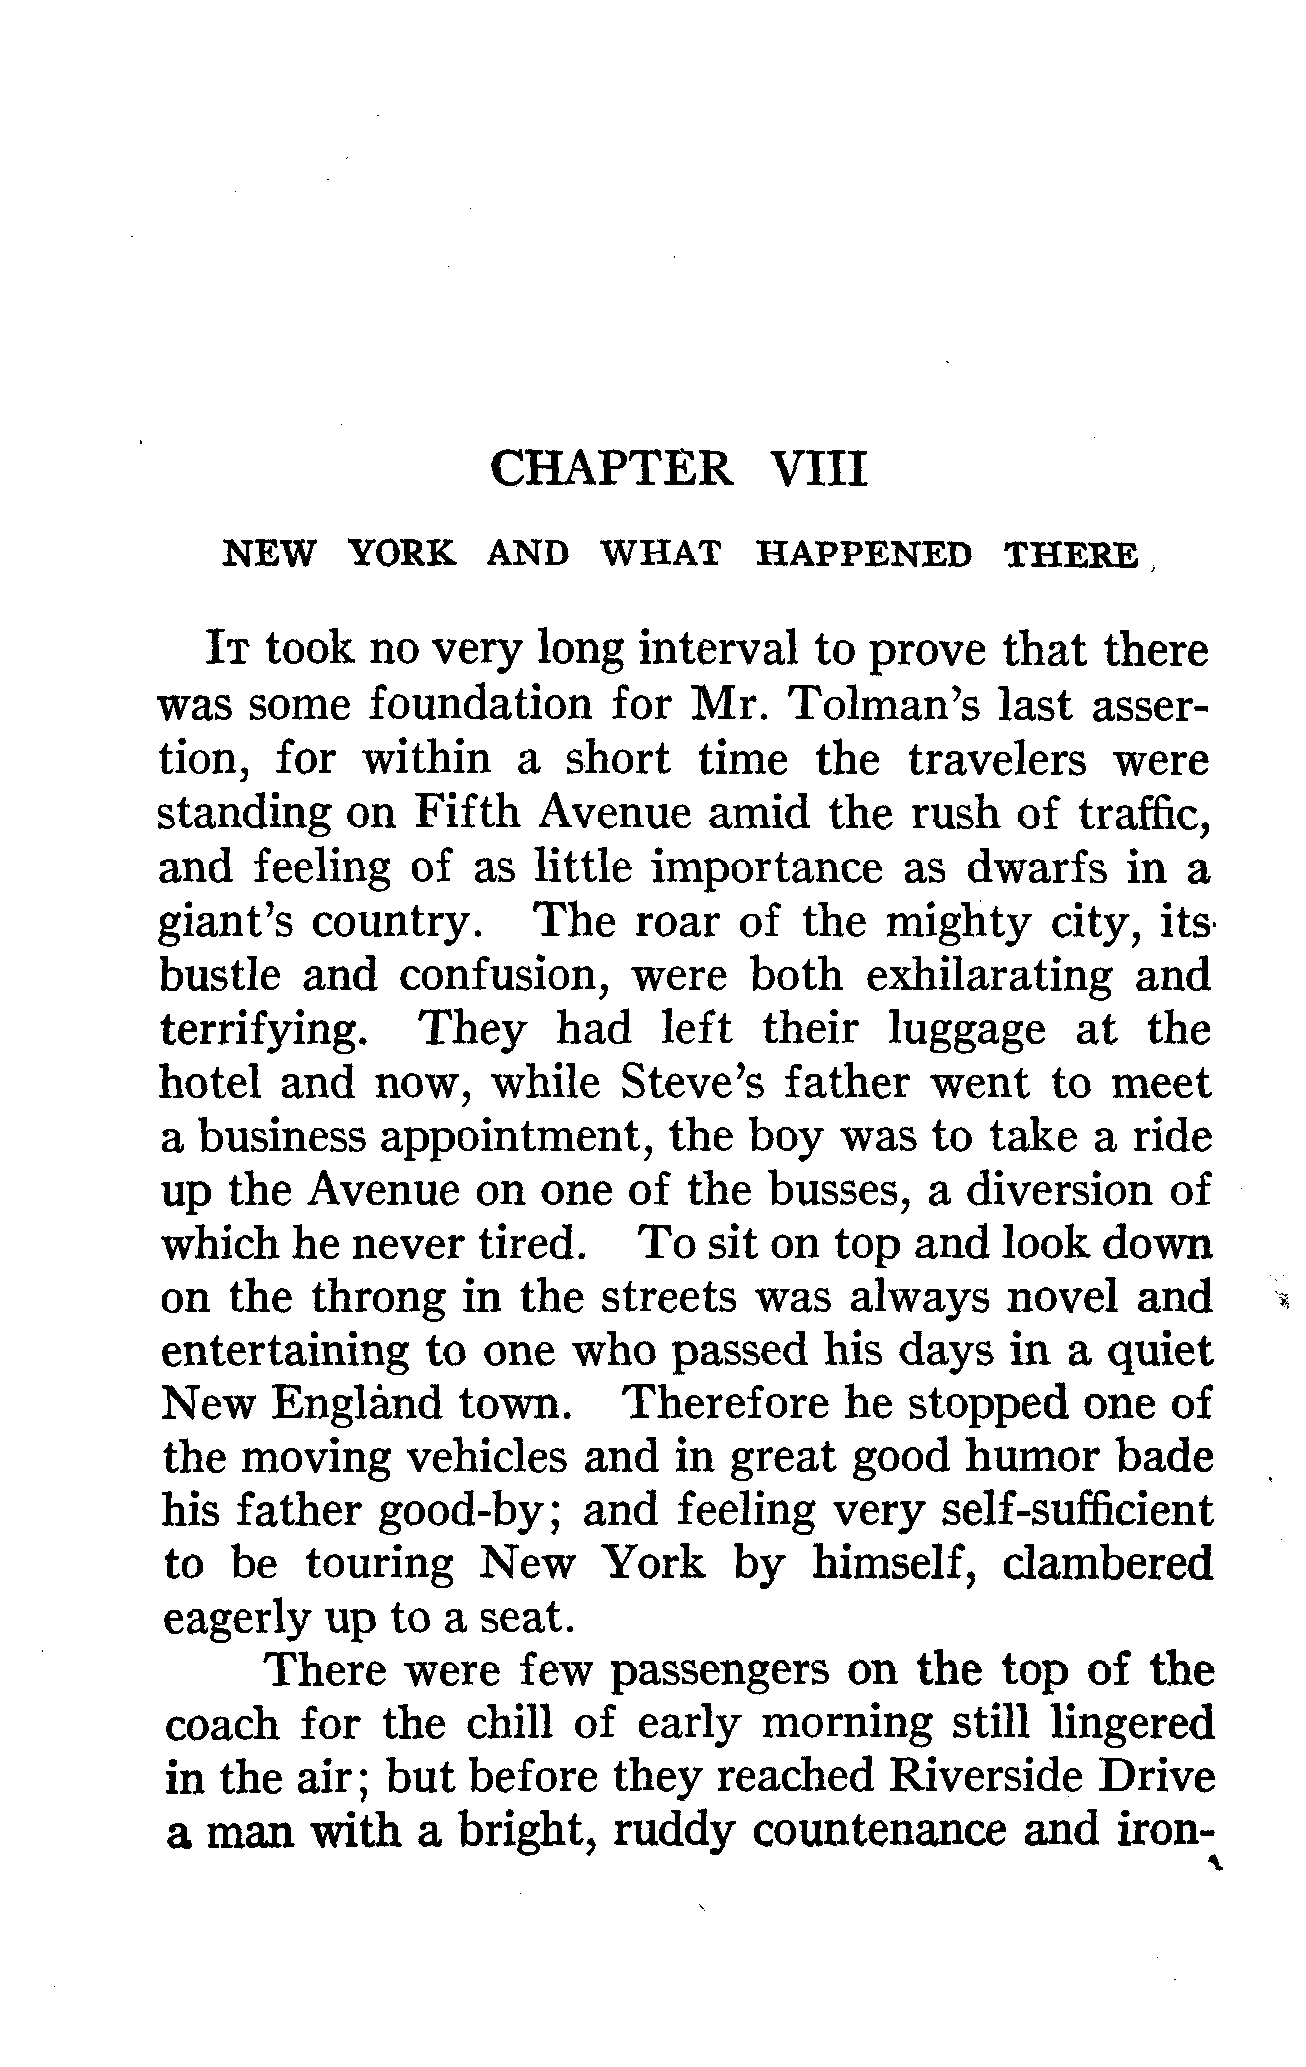 CHAPTER VIII
NEW YORK AND WHAT HAPPENED THERE
IT took no very long interval to prove that there
was some foundation for Mr. Tolman's last asser-
tion, for within a short time the travelers were
standing on Fifth Avenue amid the rush of traffic,
and feeling of as little importance as dwarfs in a
giant's country. The roar of the mighty city, its
bustle and confusion, were both exhilarating and
terrifying. They had left their luggage at the
hotel and now, while Steve's father went to meet
a business appointment, the boy was to take a ride
up the Avenue on one of the busses, a diversion of
which he never tired. To sit on top and look down
on the throng in the streets was always novel and
entertaining to one who passed his days in a quiet
New England town. Therefore he stopped one of
the moving vehicles and in great good humor bade
his father good-by; and feeling very self-sufficient
to be touring New York by himself, clambered
eagerly up to a seat.
There were few passengers on the top of the
coach for the chill of early morning still lingered
in the air; but before they reached Riverside Drive
a man with a bright, ruddy countenance and iron-